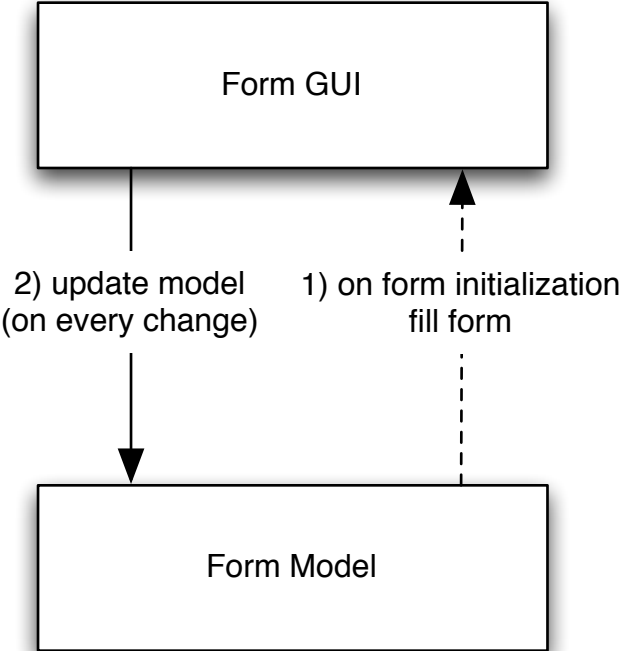 Form GUI
2) update model
(on every change)
1) on form initialization
fill form
Form Model